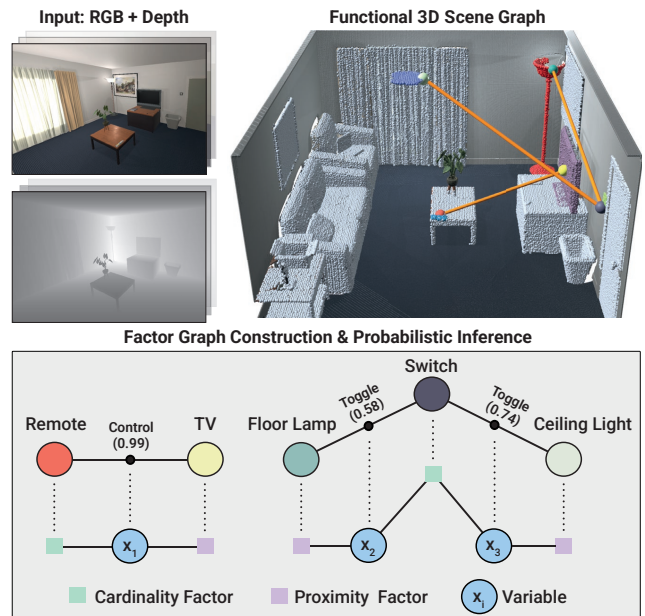 Input: RGB + Depth
Functional 3D Scene Graph
Factor Graph Construction & Probabilistic Inference
Switch
Remote
Control
(0.99)
TV
Floor Lamp
Toggle
(0.58)
Toggle
(0.74)
Ceiling Light
x1
x2
x3
Cardinality Factor
Proximity Factor
xi
Variable